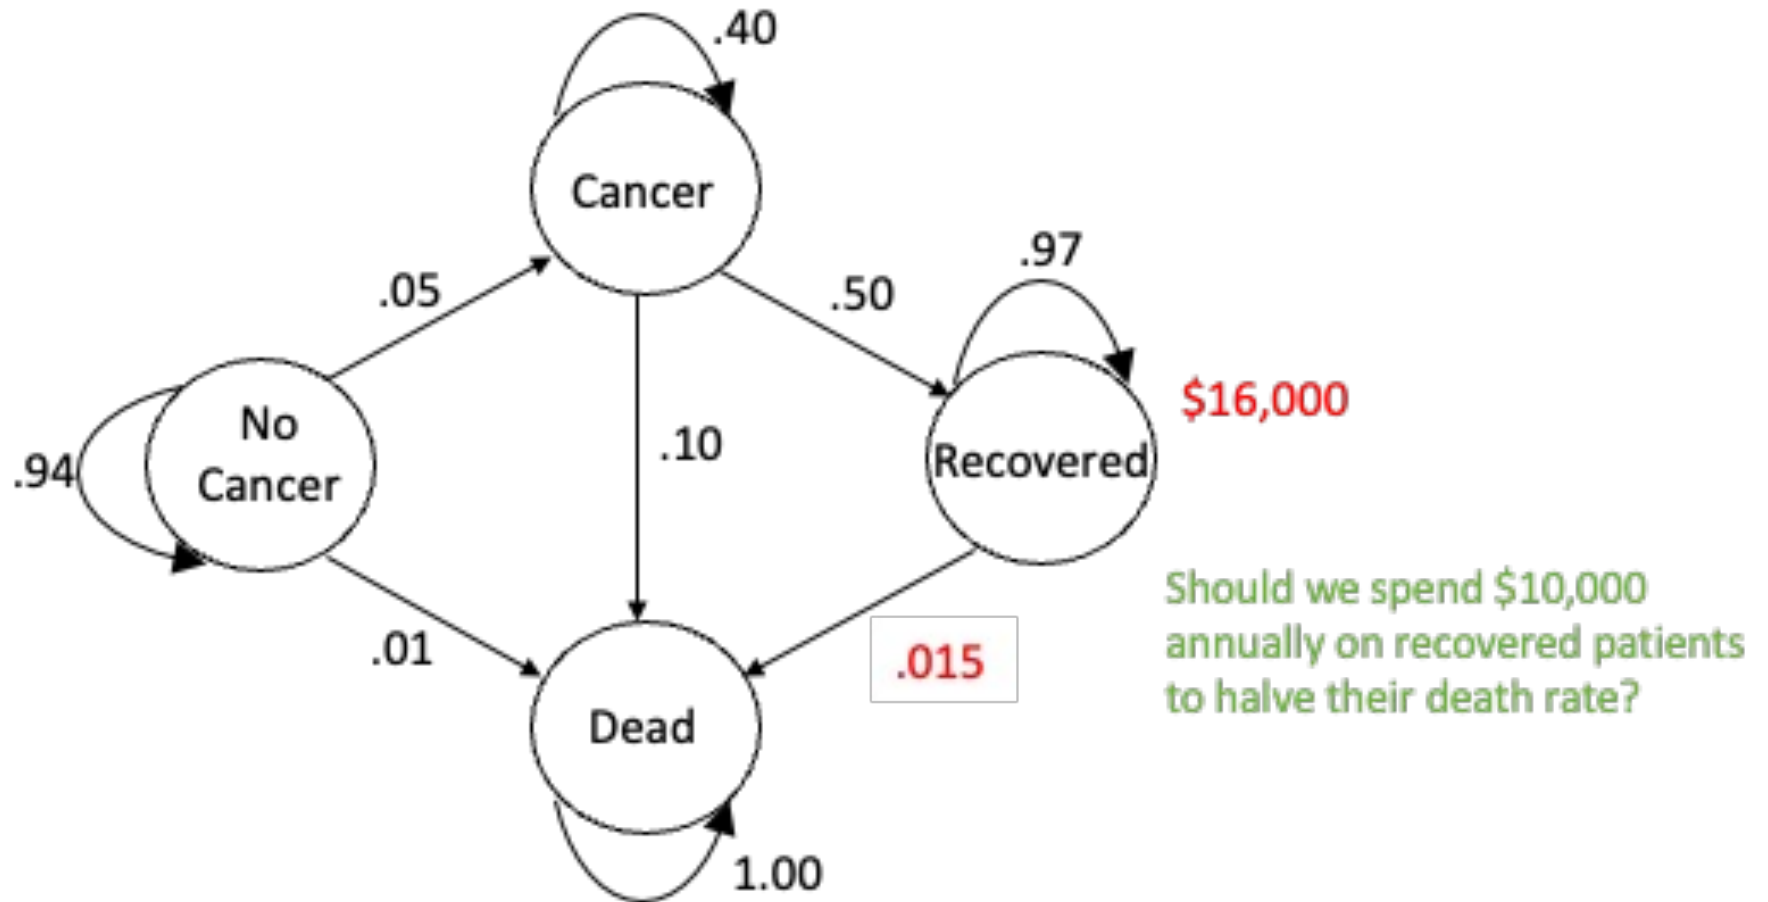 .40
Cancer
.97
.05
.50
$16,000
No
Cancer
.94
.10
Recovered
Should we spend $10,000
annually on recovered patients
to halve their death rate?
.01
.015
Dead
1.00